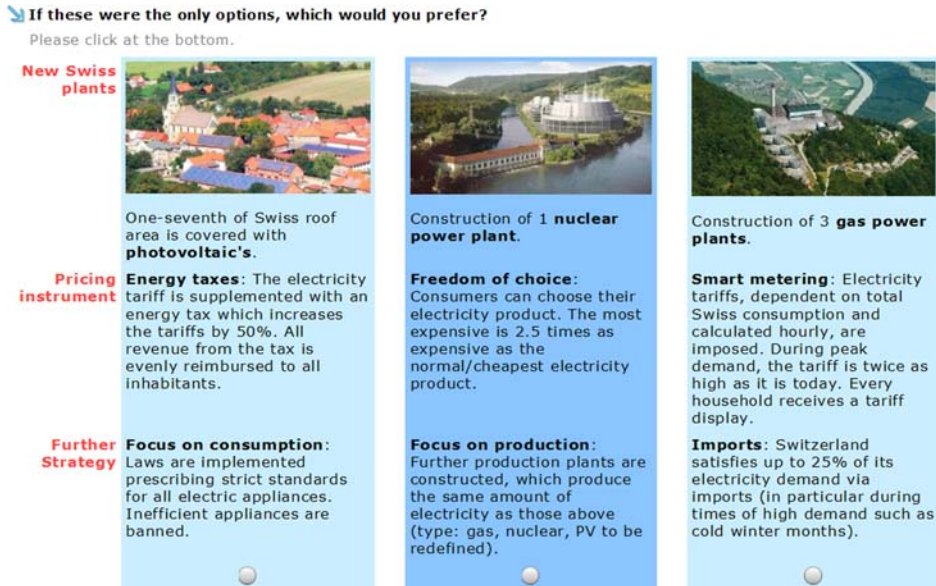 If these were the only options, which would you prefer?
Please click at the bottom.
New Swiss
plants
One-seventh of Swiss roof
area is covered with
photovoltaic's.
Construction of 1 nuclear
power plant.
Construction of 3 gas power
plants.
Pricing
instrument
Energy taxes: The electricity
tariff is supplemented with an
energy tax which increases
the tariffs by 50%. All
revenue from the tax is
evenly reimbursed to all
inhabitants.
Freedom of choice:
Consumers can choose their
electricity product. The most
expensive is 2.5 times as
expensive as the
normal/cheapest electricity
product.
Smart metering: Electricity
tariffs, dependent on total
Swiss consumption and
calculated hourly, are
imposed. During peak
demand, the tariff is twice as
high as it is today. Every
household receives a tariff
display.
Further
Strategy
Focus on consumption:
Laws are implemented
prescribing strict standards
for all electric appliances.
Inefficient appliances are
banned.
Focus on production:
Further production plants are
constructed, which produce
the same amount of
electricity as those above
(type: gas, nuclear, PV to be
redefined).
Imports: Switzerland
satisfies up to 25% of its
electricity demand via
imports (in particular during
times of high demand such as
cold winter months).